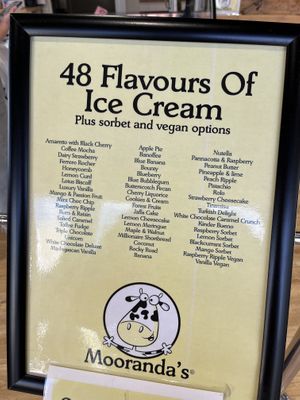 48 Flavours Of
Ice Cream
Plus sorbet and vegan options
Amaretto with Black Cherry
Coffee Mocha
Dairy Strawberry
Ferrero Rocher
Honeycomb
Lemon Curd
Lotus Biscoff
Luxury Vanilla
Mango & Passion Fruit
Mint Choc Chip
Raspberry Ripple
Rum & Raisin
Salted Caramel
Toffee Fudge
Triple Chocolate
Unicorn
White Chocolate Deluxe
Madagascan Vanilla
Apple Pie
Banoffee
Blue Banana
Bounty
Blueberry
Blue Bubblegum
Butterscotch Pecan
Cherry Liquorice
Cookies & Cream
Forest Fruits
Jaffa Cake
Lemon Cheesecake
Lemon Meringue
Maple & Walnut
Millionaire Shortbread
Coconut
Rocky Road
Banana
Nutella
Pannacotta & Raspberry
Peanut Butter
Pineapple & lime
Peach Ripple
Pistachio
Rolo
Strawberry Cheesecake
Tiramisu
Turkish Delight
White Chocolate Caramel Crunch
Kinder Bueno
Raspberry Sorbet
Lemon Sorbet
Blackcurrant Sorbet
Mango Sorbet
Raspberry Ripple Vegan
Vanilla Vegan
Mooranda's®